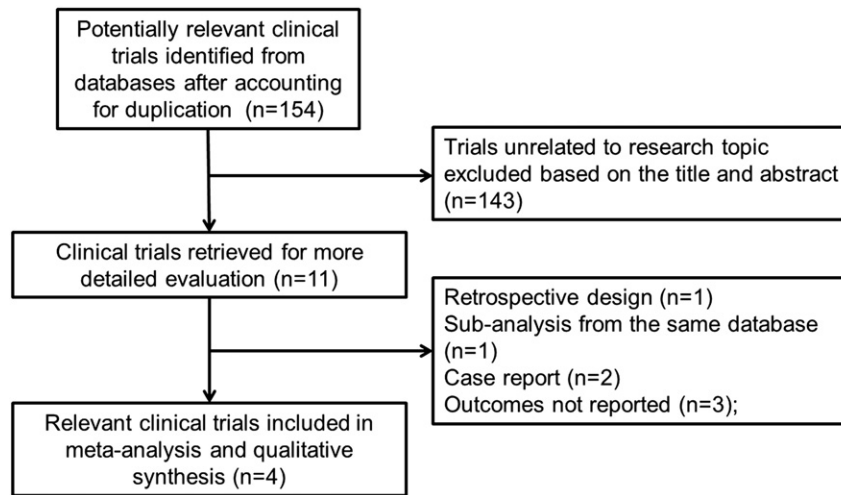 Potentially relevant clinical
trials identified from
databases after accounting
for duplication (n=154)
Trials unrelated to research topic
excluded based on the title and abstract
(n=143)
Clinical trials retrieved for more
detailed evaluation (n=11)
Retrospective design (n=1)
Sub-analysis from the same database
(n=1)
Case report (n=2)
Outcomes not reported (n=3);
Relevant clinical trials included in
meta-analysis and qualitative
synthesis (n=4)